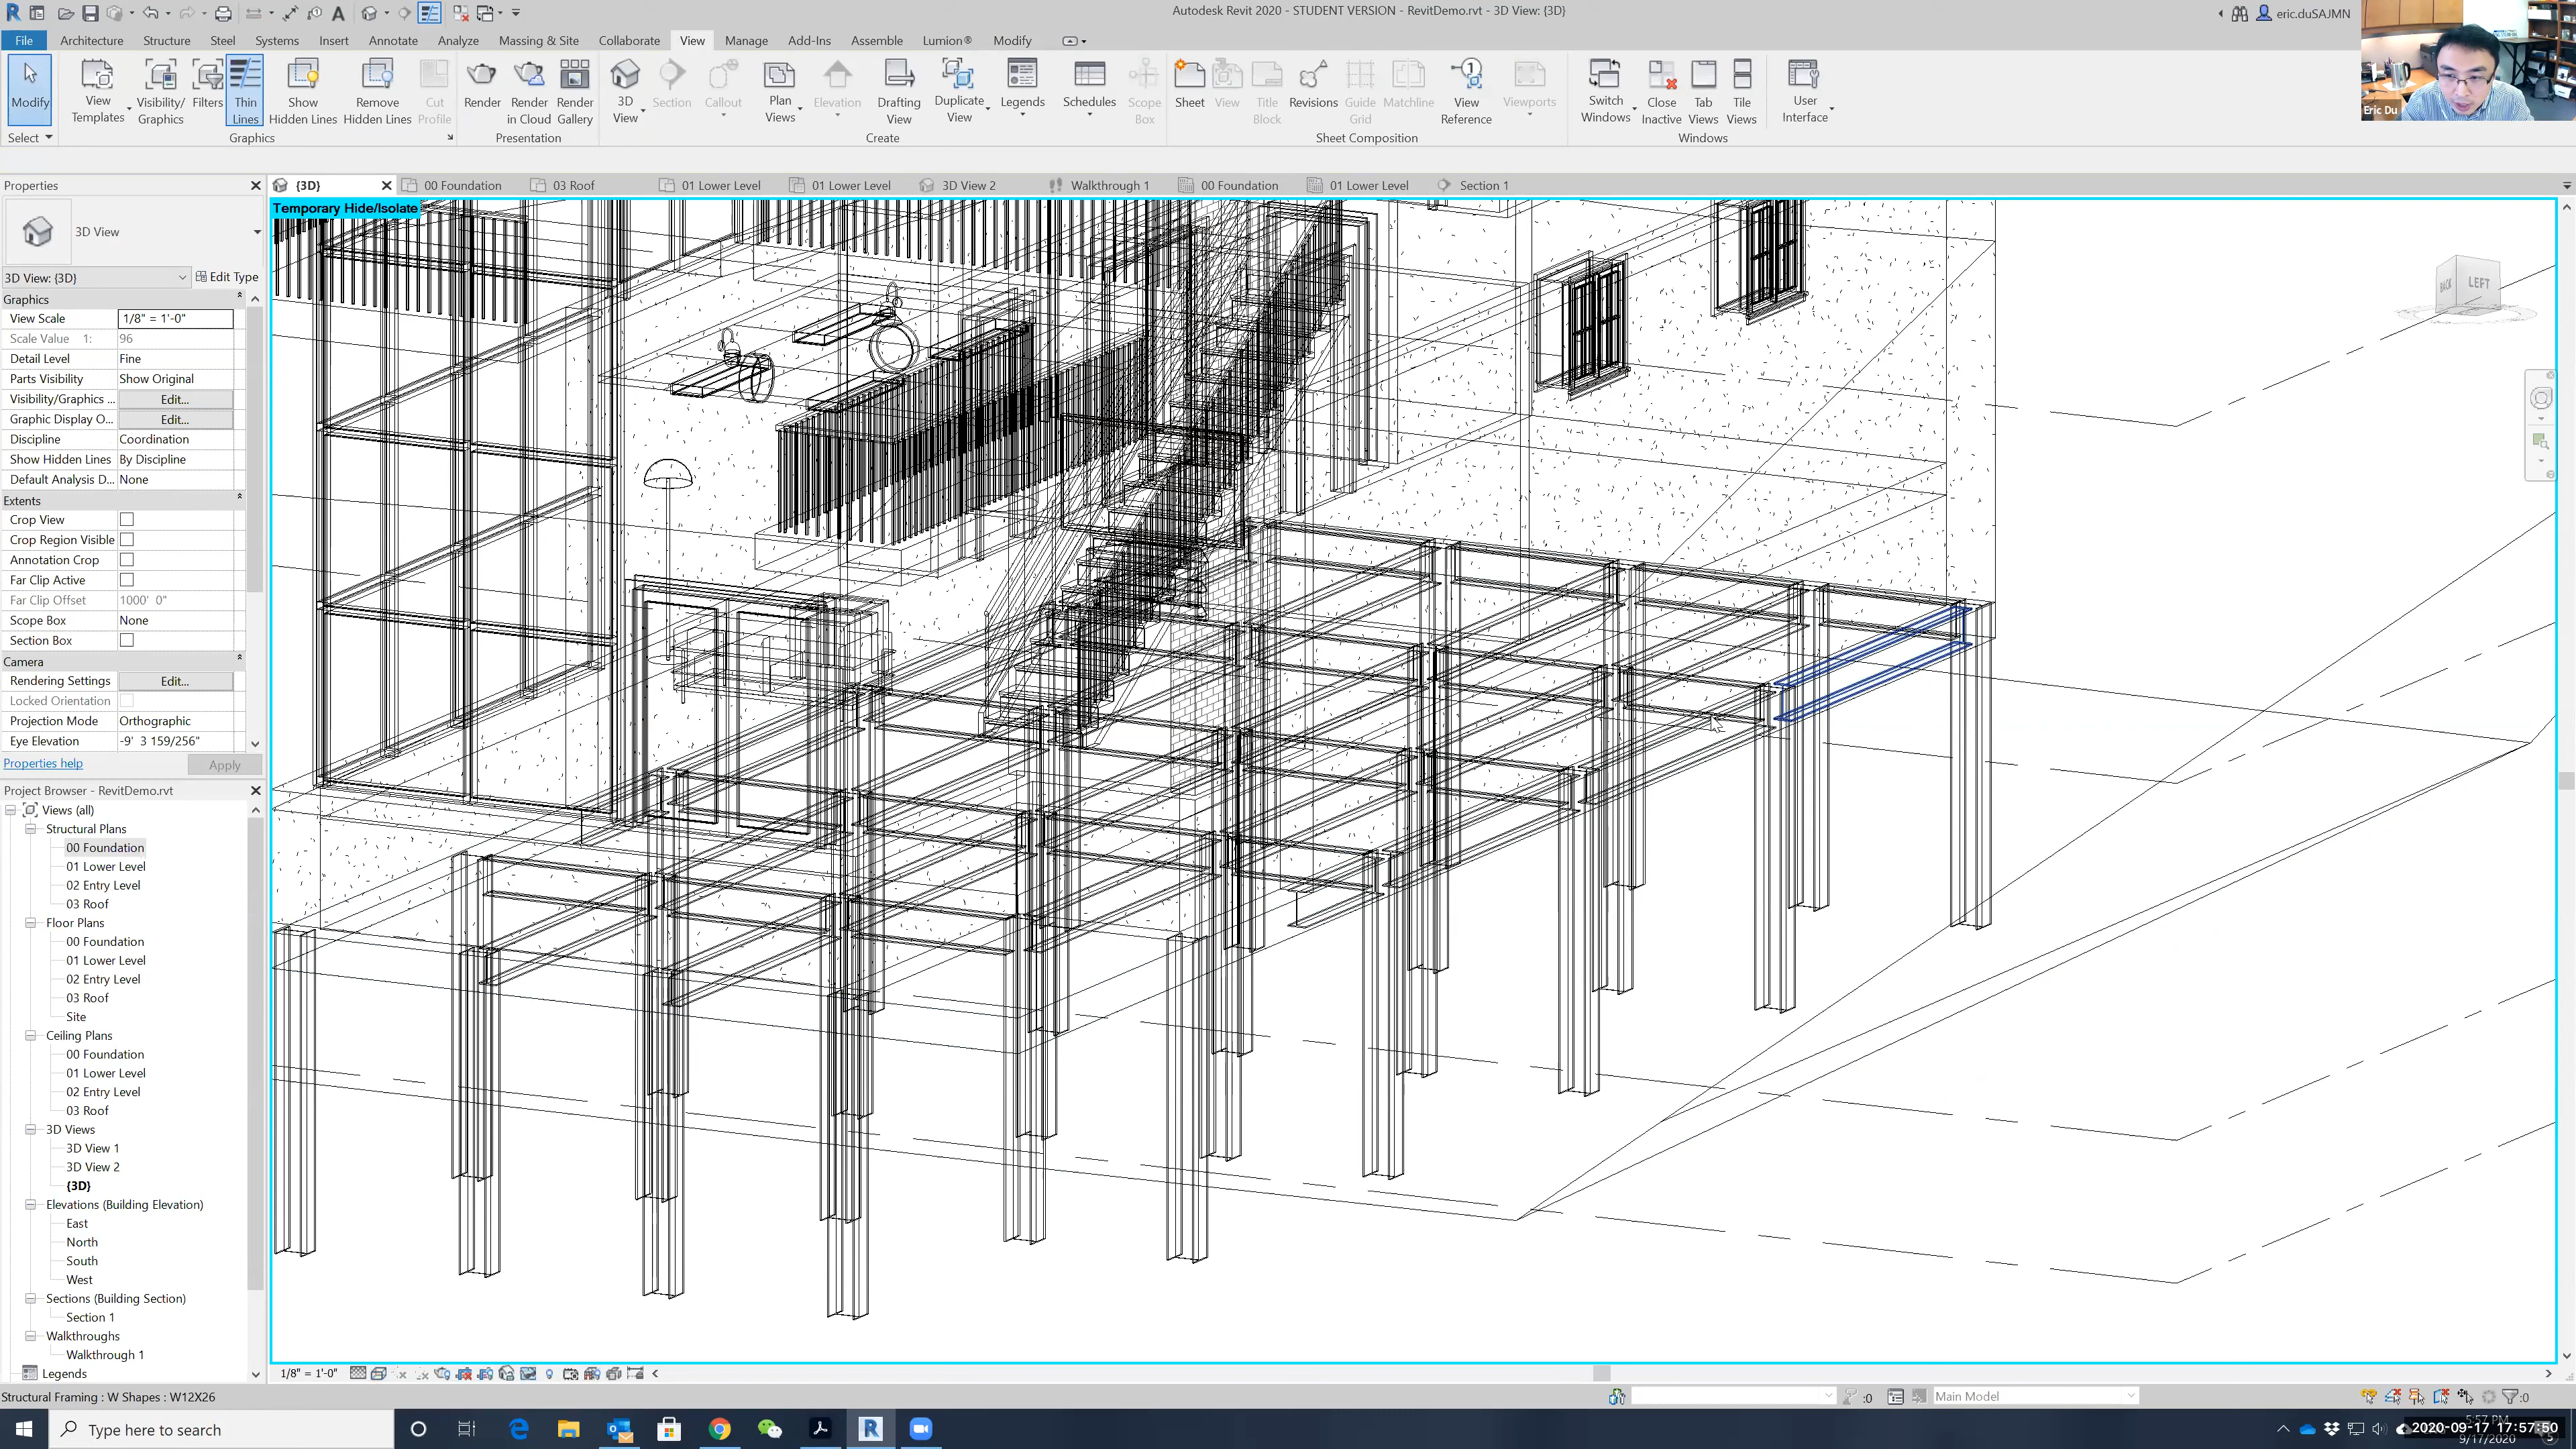 Autodesk Revit 2020 - STUDENT VERSION - RevitDemo.rvt - 3D View: {3D}
eric.duSAJMN
File Architecture Structure Steel Systems Insert Annotate Analyze Massing & Site Collaborate View Manage Add-Ins Assemble Lumion® Modify
Modify
View Templates
Visibility/ Graphics
Filters
Thin Lines
Show Hidden Lines
Remove Hidden Lines
Cut Profile
Render
Render in Cloud
Render Gallery
3D View
Section
Callout
Plan Views
Elevation
Drafting View
Duplicate View
Legends
Schedules
Scope Box
Sheet
View
Title Block
Revisions
Guide Grid
Matchline
View Reference
Viewports
Switch Windows
Close Inactive
Tab Views
Tile Views
User Interface
Select Graphics Presentation Create Sheet Composition Windows
Eric Du
Properties
{3D} 00 Foundation 03 Roof 01 Lower Level 01 Lower Level 3D View 2 Walkthrough 1 00 Foundation 01 Lower Level Section 1
Temporary Hide/Isolate
3D View
3D View: {3D} Edit Type
Graphics
View Scale 1/8" = 1'-0"
Scale Value 1: 96
Detail Level Fine
Parts Visibility Show Original
Visibility/Graphics ... Edit...
Graphic Display O... Edit...
Discipline Coordination
Show Hidden Lines By Discipline
Default Analysis D... None
Extents
Crop View
Crop Region Visible
Annotation Crop
Far Clip Active
Far Clip Offset 1000' 0"
Scope Box None
Section Box
Camera
Rendering Settings Edit...
Locked Orientation
Projection Mode Orthographic
Eye Elevation -9' 3 159/256"
Properties help Apply
BACK LEFT
Project Browser - RevitDemo.rvt
Views (all)
Structural Plans
00 Foundation
01 Lower Level
02 Entry Level
03 Roof
Floor Plans
00 Foundation
01 Lower Level
02 Entry Level
03 Roof
Site
Ceiling Plans
00 Foundation
01 Lower Level
02 Entry Level
03 Roof
3D Views
3D View 1
3D View 2
{3D}
Elevations (Building Elevation)
East
North
South
West
Sections (Building Section)
Section 1
Walkthroughs
Walkthrough 1
Legends
1/8" = 1'-0"
Structural Framing : W Shapes : W12X26
:0
Main Model
:0
Type here to search
5:57 PM
2020-09-17 17:57:50
9/17/2020